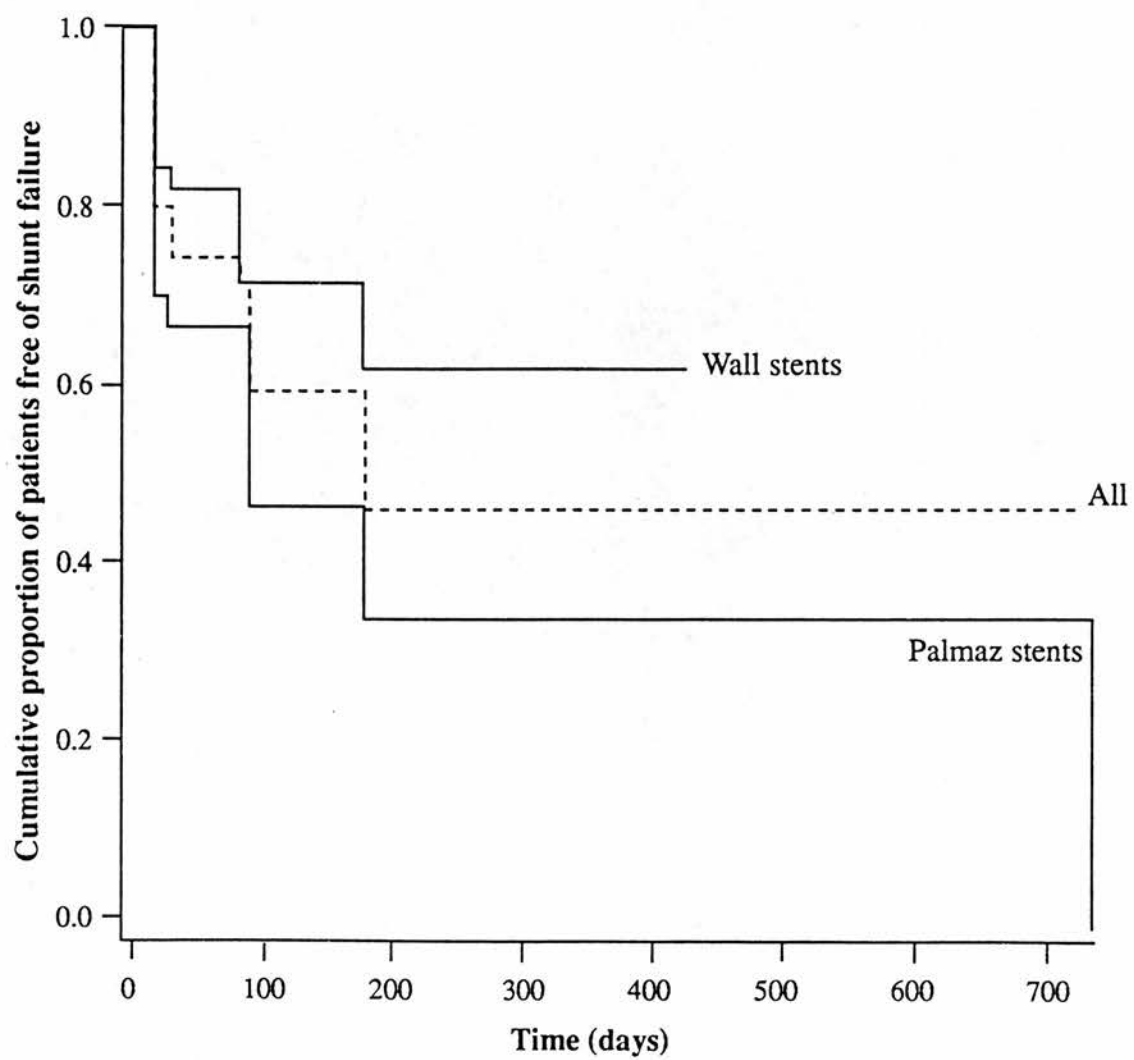 Cumulative proportion of patients free of shunt failure
1.0
0.8
0.6
0.4
0.2
0.0
Wall stents
All
Palmaz stents
0 100 200 300 400 500 600 700
Time (days)